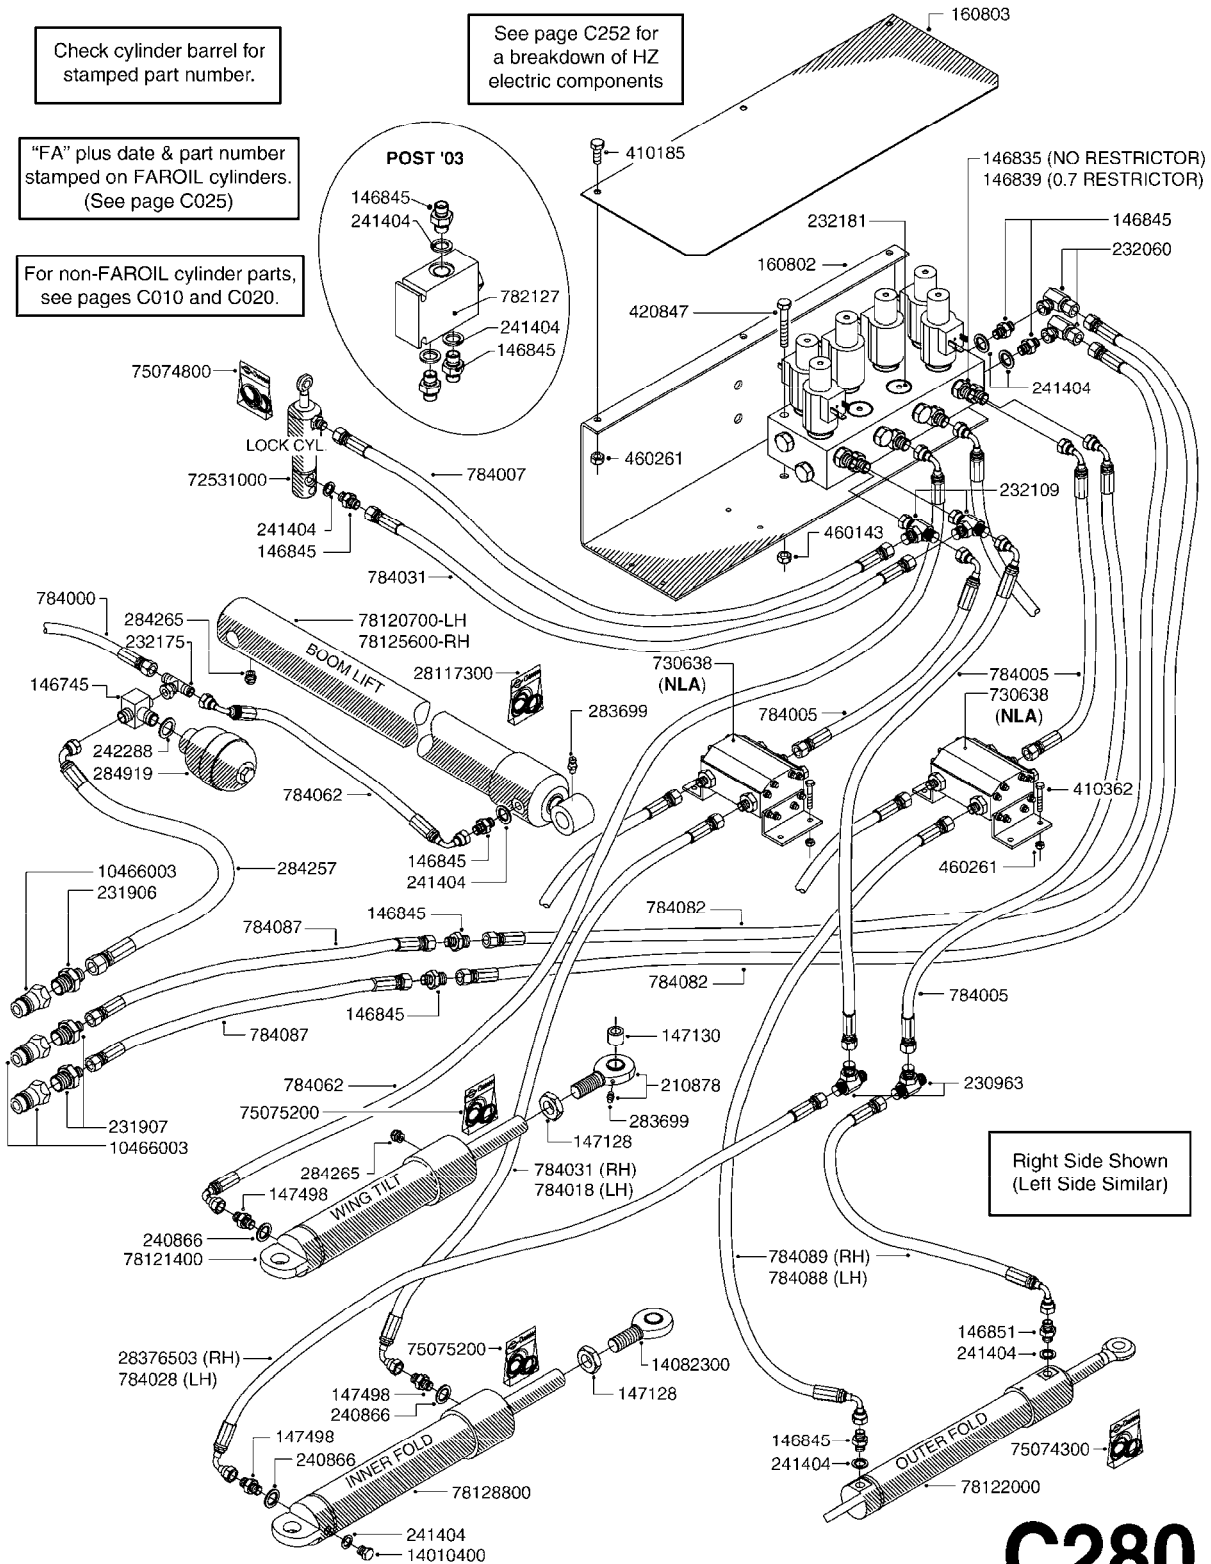 160803
Check cylinder barrel for
stamped part number.
See page C252 for
a breakdown of HZ
electric components
"FA" plus date & part number
stamped on FAROIL cylinders.
(See page C025)
For non-FAROIL cylinder parts,
see pages C010 and C020.
POST '03
146845
241404
782127
241404
146845
410185
146835 (NO RESTRICTOR)
146839 (0.7 RESTRICTOR)
232181
146845
232060
160802
420847
241404
75074800
LOCK CYL.
784007
460261
72531000
241404
146845
232109
460143
784031
784000
284265
232175
78120700-LH
78125600-RH
BOOM LIFT
28117300
730638
(NLA)
784005
730638
(NLA)
784005
146745
283699
242288
284919
784062
410362
146845
241404
460261
10466003
231906
284257
784087
146845
784082
784082
146845
784087
784005
147130
784062
210878
230963
75075200
283699
231907
10466003
147128
284265
784031 (RH)
784018 (LH)
Right Side Shown
(Left Side Similar)
147498
WING TILT
240866
78121400
784089 (RH)
784088 (LH)
75075200
28376503 (RH)
784028 (LH)
14082300
147128
146851
241404
147498
240866
147498
240866
INNER FOLD
78128800
146845
241404
OUTER FOLD
75074300
78122000
241404
14010400
C280